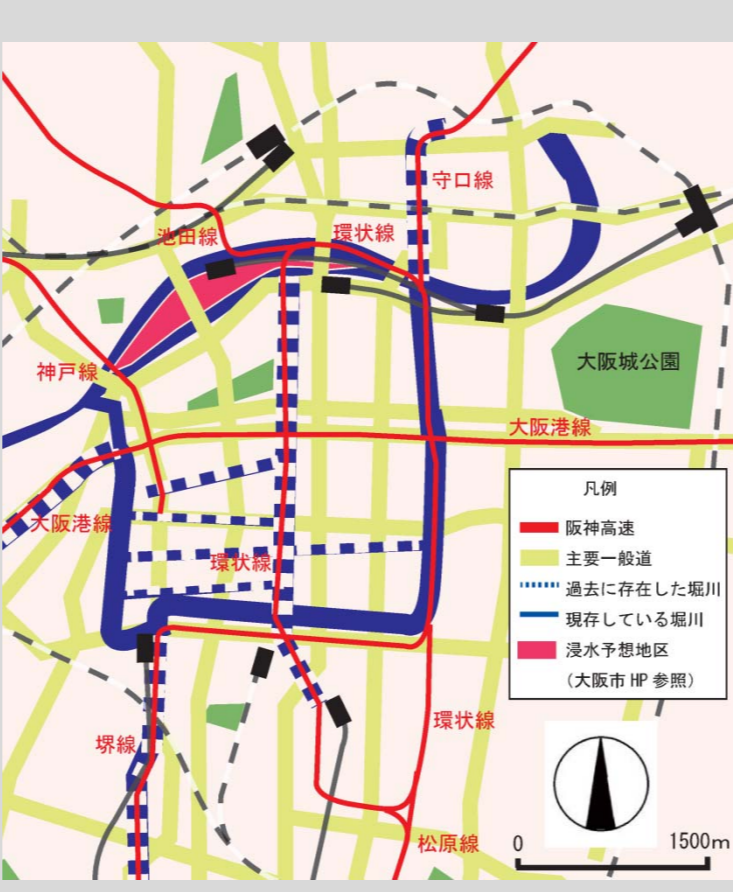 守口線
環状線
池田線
大阪城公園
神戸線
大阪港線
凡例
阪神高速
大阪港線
主要一般道
環状線
過去に存在した堀川
現存している堀川
浸水予想地区
(大阪市 HP 参照)
環状線
堺線
松原線
0 1500m